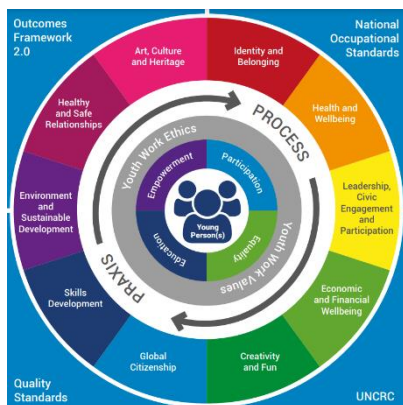 Outcomes
Framework
2.0
National
Occupational
Standards
Art, Culture
and Heritage
Identity and
Belonging
Healthy
and Safe
Relationships
Health and
Wellbeing
Environment
and
Sustainable
Development
Leadership,
Civic
Engagement
and
Participation
Skills
Development
Economic
and Financial
Wellbeing
Global
Citizenship
Creativity
and Fun
PROCESS
PRAXIS
Youth Work Ethics
Youth Work Values
Empowerment
Participation
Education
Equality
Young
Person(s)
Quality
Standards
UNCRC